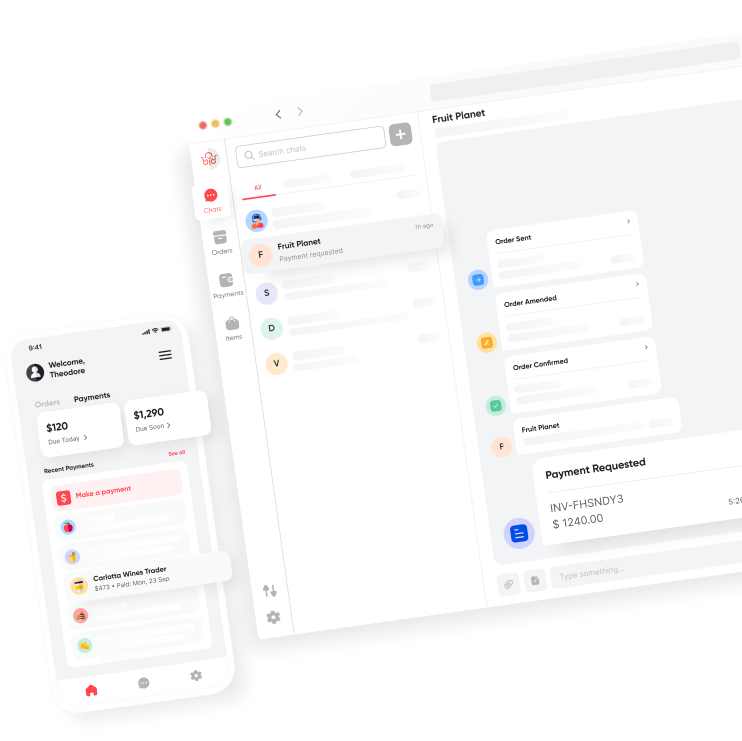 Fruit Planet
Search chats
All
Chats
Orders
Payments
Items
Fruit Planet
1h ago
Payment requested
F
S
D
V
Order Sent
Order Amended
Order Confirmed
Fruit Planet
F
Payment Requested
INV-FHSNDY3
$ 1240.00
Type something...
9:41
Welcome,
Theodore
Orders
Payments
$120
Due Today
$1,290
Due Soon
Recent Payments
See all
$
Make a payment
Carlotta Wines Trader
$473 • Paid: Mon, 23 Sep